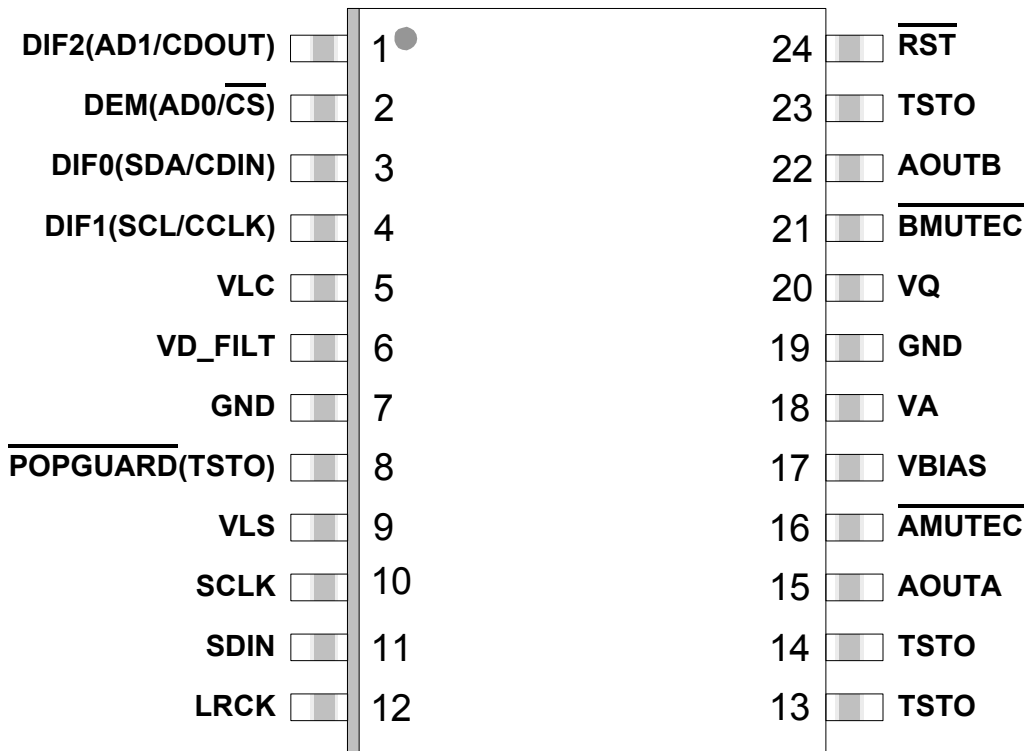 DIF2(AD1/CDOUT) 1 24 RST
DEM(AD0/CS) 2 23 TSTO
DIF0(SDA/CDIN) 3 22 AOUTB
DIF1(SCL/CCLK) 4 21 BMUTEC
VLC 5 20 VQ
VD_FILT 6 19 GND
GND 7 18 VA
POPGUARD(TSTO) 8 17 VBIAS
VLS 9 16 AMUTEC
SCLK 10 15 AOUTA
SDIN 11 14 TSTO
LRCK 12 13 TSTO